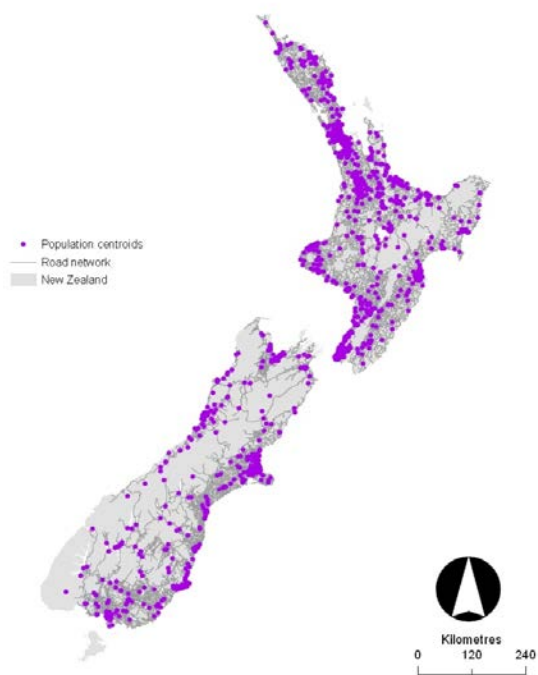 Population centroids
Road network
New Zealand
Kilometres
0 120 240